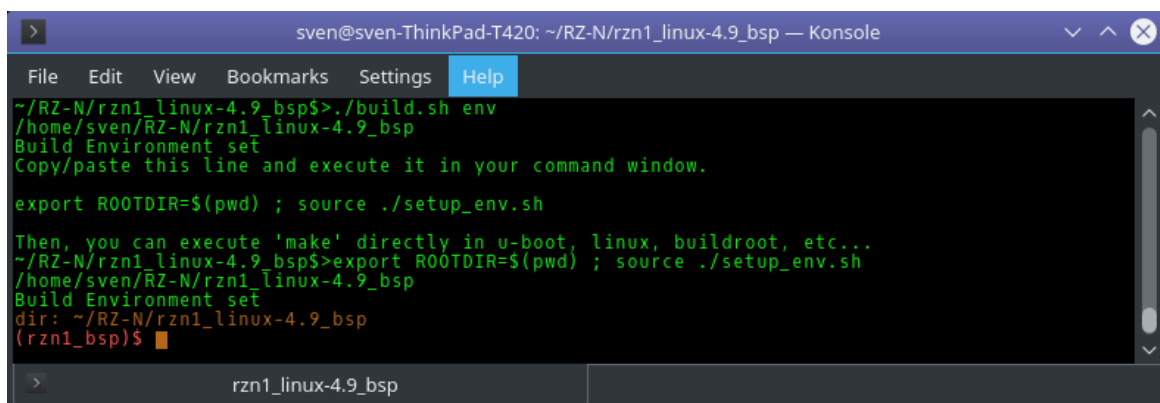 sven@sven-ThinkPad-T420: ~/RZ-N/rzn1_linux-4.9_bsp — Konsole
File Edit View Bookmarks Settings Help
~/RZ-N/rzn1_linux-4.9_bsp$>./build.sh env
/home/sven/RZ-N/rzn1_linux-4.9_bsp
Build Environment set
Copy/paste this line and execute it in your command window.
export ROOTDIR=$(pwd) ; source ./setup_env.sh
Then, you can execute 'make' directly in u-boot, linux, buildroot, etc...
~/RZ-N/rzn1_linux-4.9_bsp$>export ROOTDIR=$(pwd) ; source ./setup_env.sh
/home/sven/RZ-N/rzn1_linux-4.9_bsp
Build Environment set
dir: ~/RZ-N/rzn1_linux-4.9_bsp
(rzn1_bsp)$
rzn1_linux-4.9_bsp